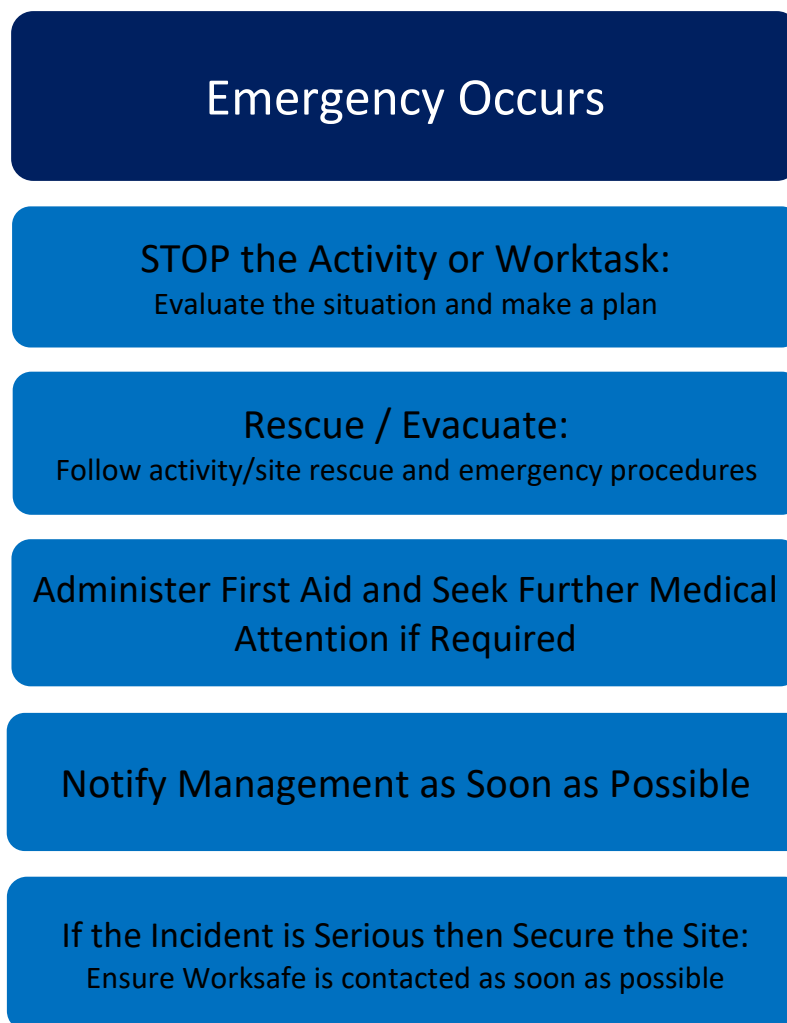 Emergency Occurs
STOP the Activity or Worktask:
Evaluate the situation and make a plan
Rescue / Evacuate:
Follow activity/site rescue and emergency procedures
Administer First Aid and Seek Further Medical
Attention if Required
Notify Management as Soon as Possible
If the Incident is Serious then Secure the Site:
Ensure Worksafe is contacted as soon as possible